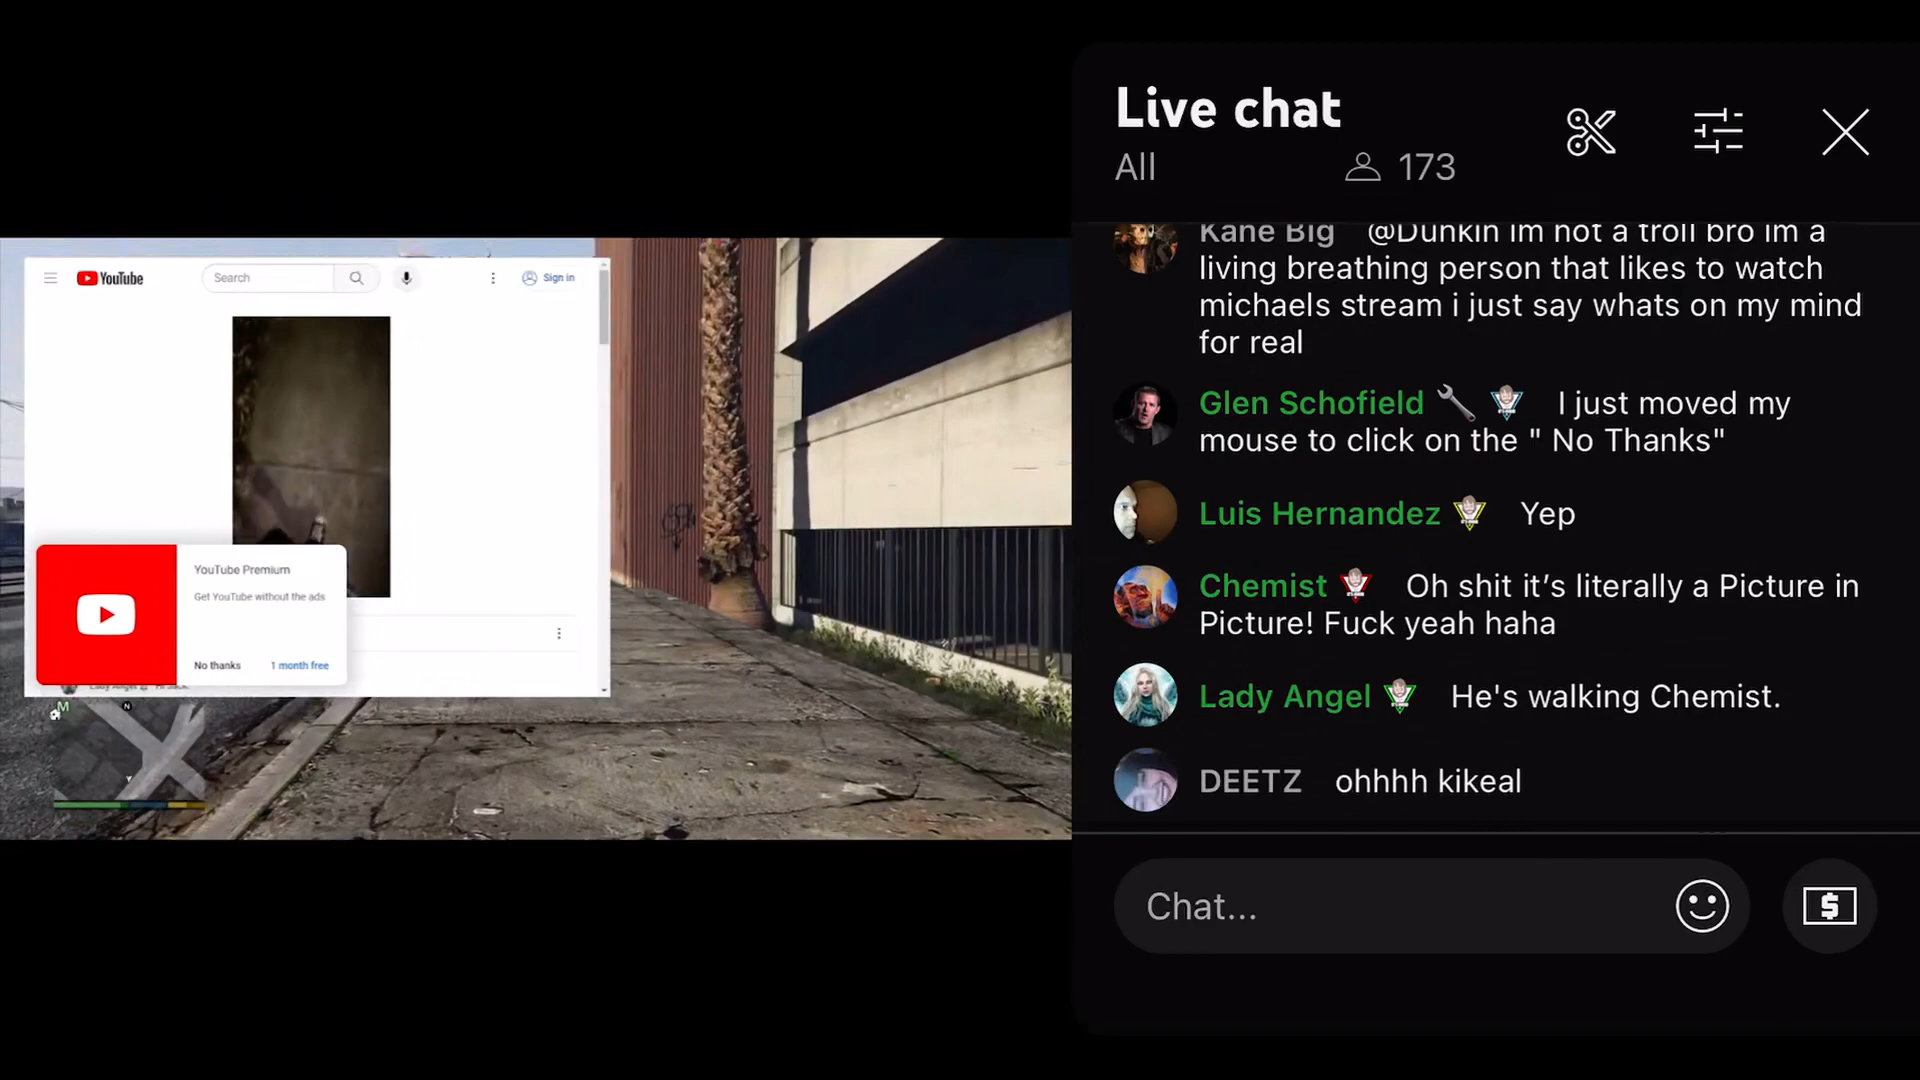 Live chat
All 173
Kane Big @Dunkin im not a troll bro im a
living breathing person that likes to watch
michaels stream i just say whats on my mind
for real
Glen Schofield I just moved my
mouse to click on the " No Thanks"
Luis Hernandez Yep
Chemist Oh shit it’s literally a Picture in
Picture! Fuck yeah haha
Lady Angel He's walking Chemist.
DEETZ ohhhh kikeal
Chat...
YouTube
Search
Sign in
YouTube Premium
Get YouTube without the ads
No thanks 1 month free
M
N